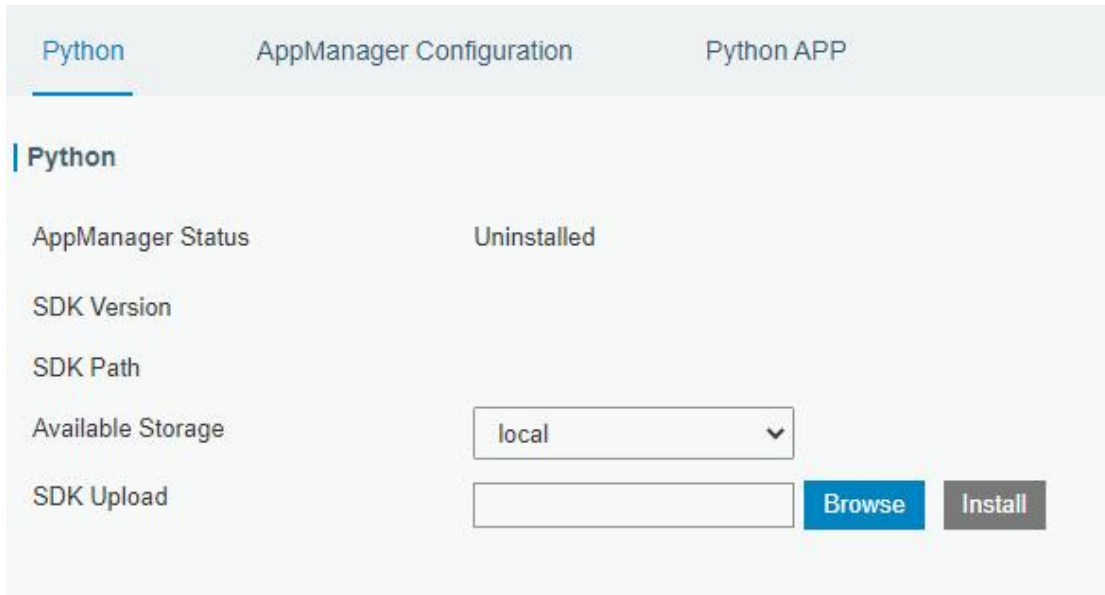 Python AppManager Configuration Python APP
Python
AppManager Status Uninstalled
SDK Version
SDK Path
Available Storage local
SDK Upload Browse Install